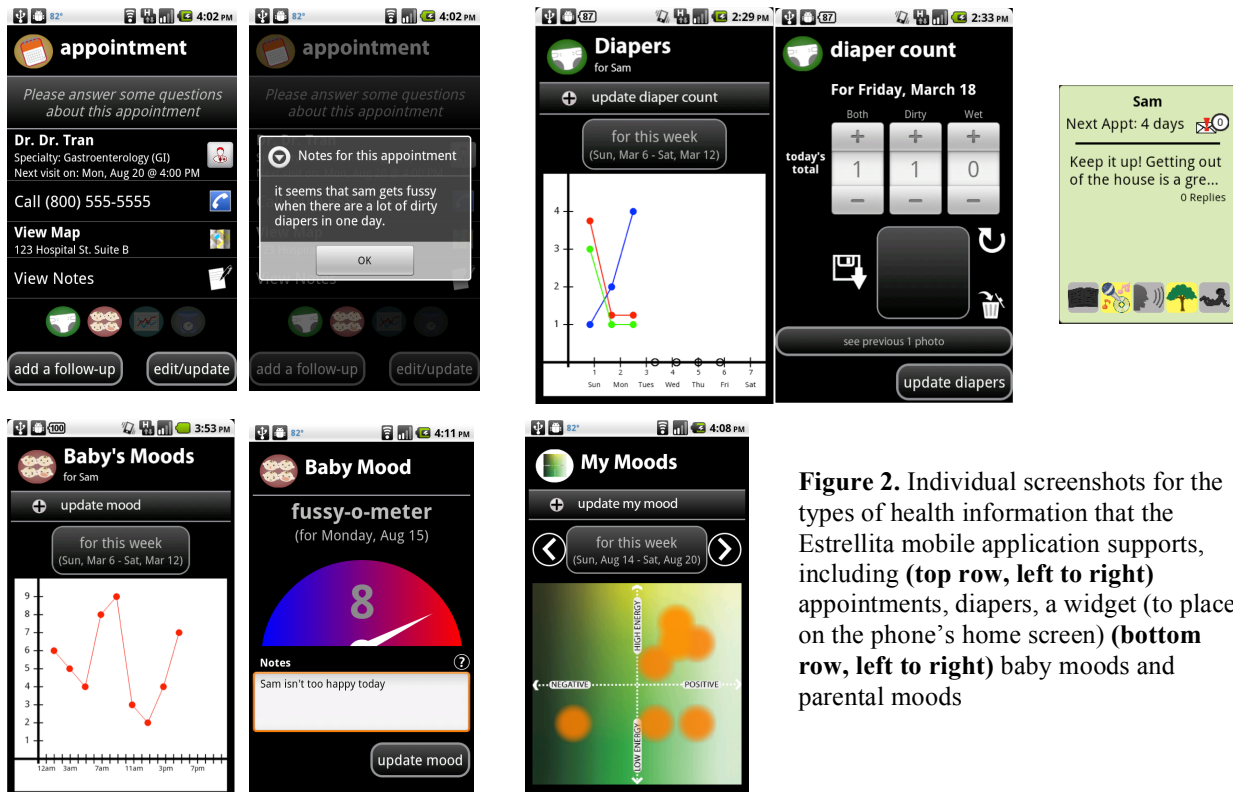 82° 4:02 PM
appointment
Please answer some questions
about this appointment
Dr. Dr. Tran
Specialty: Gastroenterology (GI)
Next visit on: Mon, Aug 20 @ 4:00 PM
Call (800) 555-5555
View Map
123 Hospital St. Suite B
View Notes
add a follow-up edit/update
82° 4:02 PM
appointment
Please answer some questions
about this appointment
Notes for this appointment
it seems that sam gets fussy
when there are a lot of dirty
diapers in one day.
OK
View Notes
add a follow-up edit/update
87 2:29 PM
Diapers
for Sam
update diaper count
for this week
(Sun, Mar 6 - Sat, Mar 12)
4
3
2
1
1 2 3 4 5 6 7
Sun Mon Tues Wed Thu Fri Sat
87 2:33 PM
diaper count
For Friday, March 18
Both Dirty Wet
+ + +
today's
total 1 1 0
− − −
see previous 1 photo
update diapers
Sam
Next Appt: 4 days 0
Keep it up! Getting out
of the house is a gre...
0 Replies
100 3:53 PM
Baby's Moods
for Sam
update mood
for this week
(Sun, Mar 6 - Sat, Mar 12)
9
8
7
6
5
4
3
2
1
12am 3am 7am 11am 3pm 7pm
82° 4:11 PM
Baby Mood
fussy-o-meter
(for Monday, Aug 15)
8
Notes ?
Sam isn't too happy today
update mood
82° 4:08 PM
My Moods
update my mood
for this week
(Sun, Aug 14 - Sat, Aug 20)
HIGH ENERGY
NEGATIVE POSITIVE
LOW ENERGY
Figure 2. Individual screenshots for the
types of health information that the
Estrellita mobile application supports,
including (top row, left to right)
appointments, diapers, a widget (to place
on the phone's home screen) (bottom
row, left to right) baby moods and
parental moods